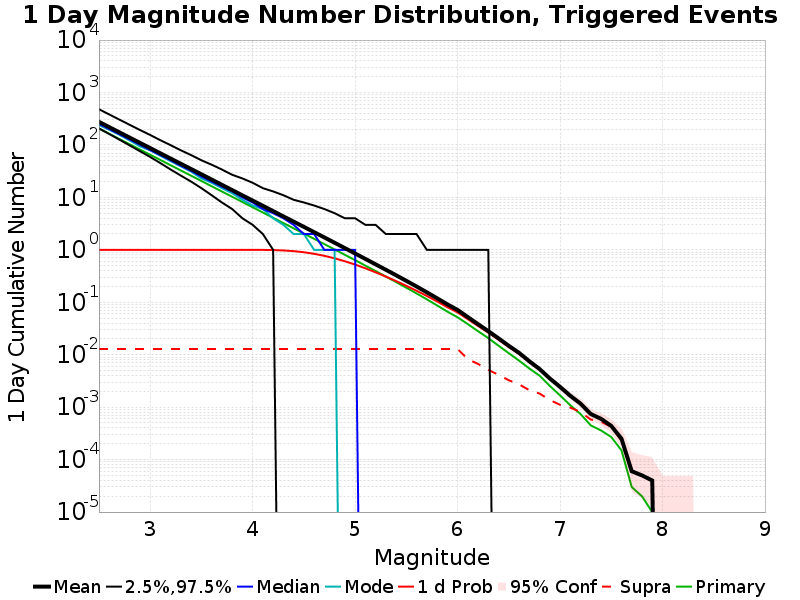 1 Day Magnitude Number Distribution, Triggered Events
10^4
10^3
10^2
10^1
10^0
10^-1
10^-2
10^-3
10^-4
10^-5
1 Day Cumulative Number
3 4 5 6 7 8 9
Magnitude
Mean 2.5%,97.5% Median Mode 1 d Prob 95% Conf Supra Primary